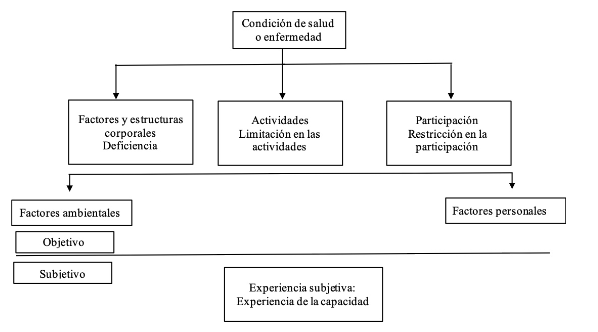 Condición de salud
o enfermedad
Factores y estructuras
corporales
Deficiencia
Actividades
Limitación en las
actividades
Participación
Restricción en la
participación
Factores ambientales
Factores personales
Objetivo
Subjetivo
Experiencia subjetiva:
Experiencia de la capacidad